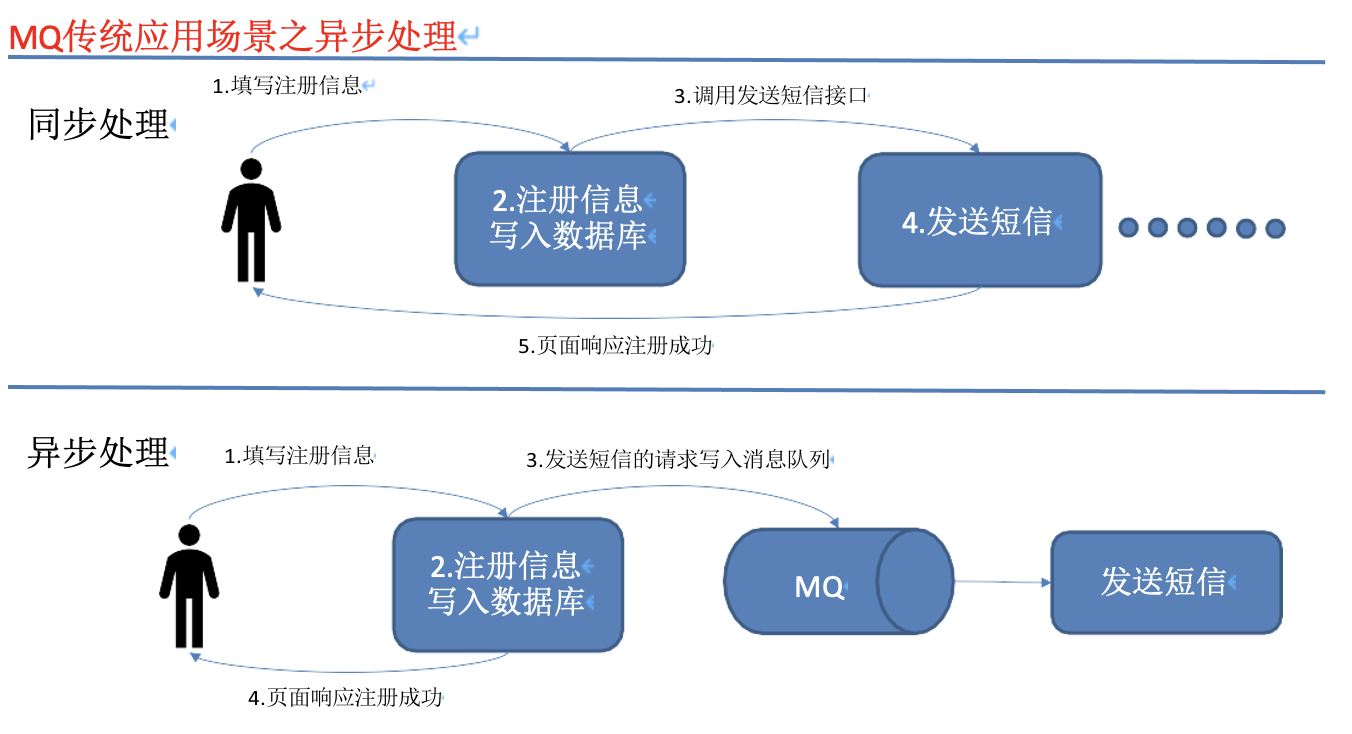 MQ传统应用场景之异步处理
1.填写注册信息
3.调用发送短信接口
同步处理
2.注册信息
写入数据库
4.发送短信
5.页面响应注册成功
异步处理
1.填写注册信息
3.发送短信的请求写入消息队列
2.注册信息
写入数据库
MQ
发送短信
4.页面响应注册成功